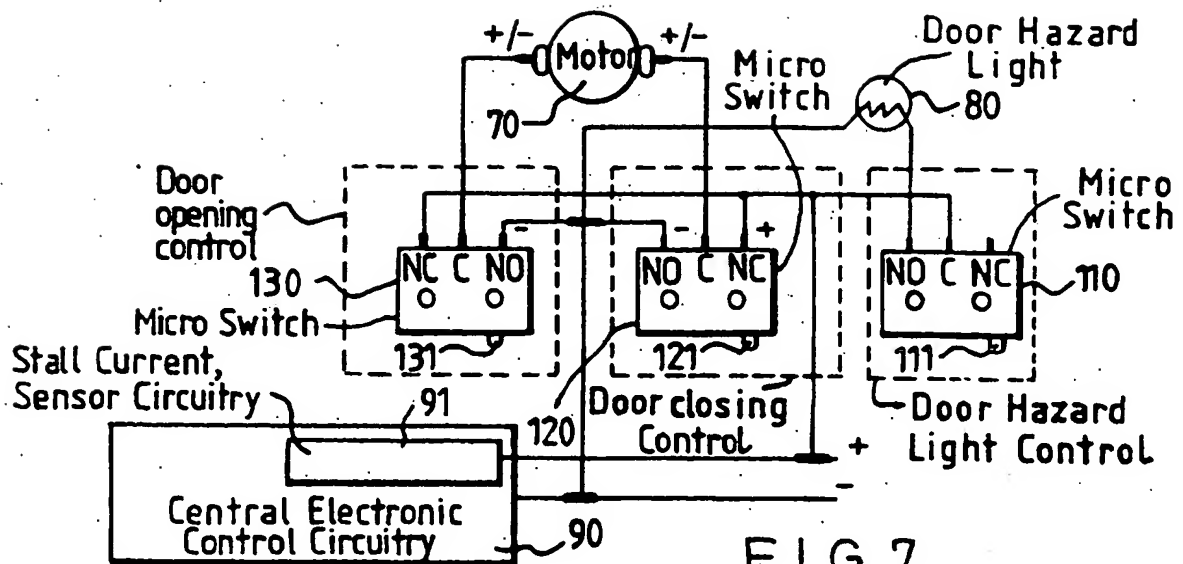 +/-
Motor
+/-
70
Micro
Switch
Door Hazard
Light
80
Door
opening
control
Micro
Switch
-
-
+
NC C NO
NO C NC
NO C NC
130
110
Micro Switch
131
121
111
Stall Current,
Sensor Circuitry
91
120
Door closing
Control
Door Hazard
Light Control
+
-
Central Electronic
Control Circuitry
90
FIG 7